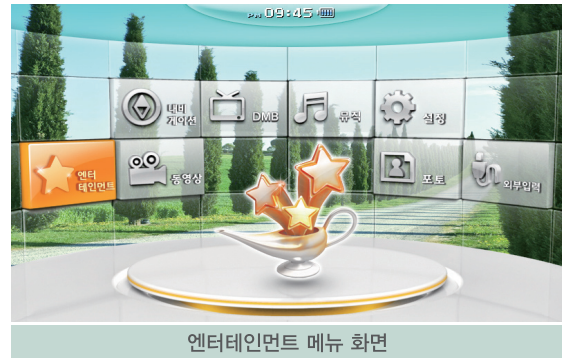 PM 09:45
내비
게이션
DMB
뮤직
설정
엔터
테인먼트
동영상
포토
외부입력
엔터테인먼트 메뉴 화면